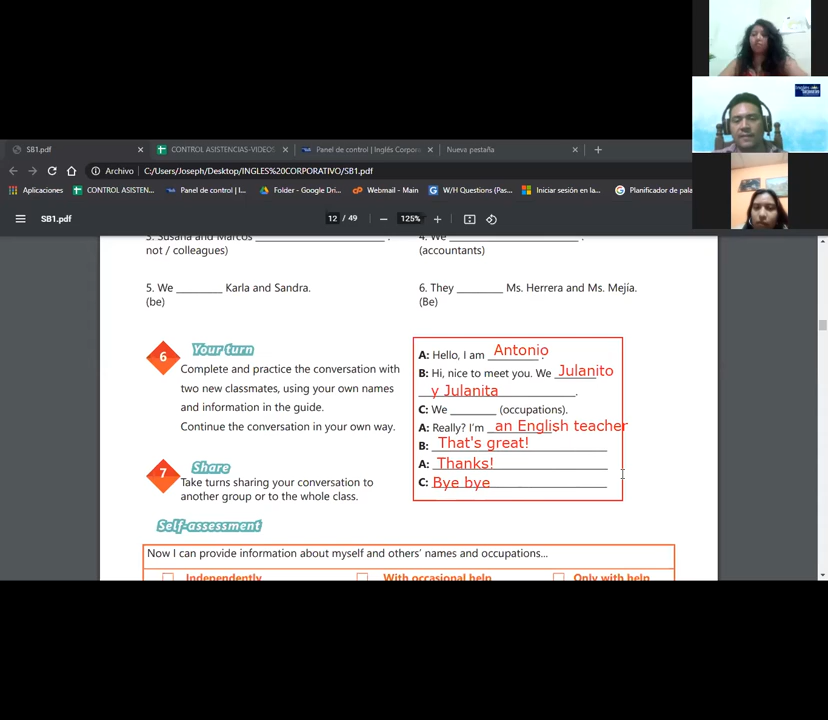 SB1.pdf
CONTROL ASISTENCIAS-VIDEOS
Panel de control | Inglés Corpora
Nueva pestaña
Archivo
C:/Users/Joseph/Desktop/INGLES%20CORPORATIVO/SB1.pdf
Aplicaciones
CONTROL ASISTEN...
Panel de control | I...
Folder - Google Dri...
Webmail - Main
W/H Questions (Pas...
Iniciar sesión en la...
Planificador de pala
SB1.pdf
12 / 49
125%
3. Susana and Marcos ________ .
not / colleagues)
4. We ________ .
(accountants)
5. We ________ Karla and Sandra.
(be)
6. They ________ Ms. Herrera and Ms. Mejía.
(Be)
6
Your turn
Complete and practice the conversation with
two new classmates, using your own names
and information in the guide.
Continue the conversation in your own way.
7
Share
Take turns sharing your conversation to
another group or to the whole class.
A: Hello, I am Antonio .
B: Hi, nice to meet you. We Julanito
y Julanita .
C: We ________ (occupations).
A: Really? I'm an English teacher
B: That's great!
A: Thanks!
C: Bye bye
Self-assessment
Now I can provide information about myself and others' names and occupations...
Independently
With occasional help
Only with help